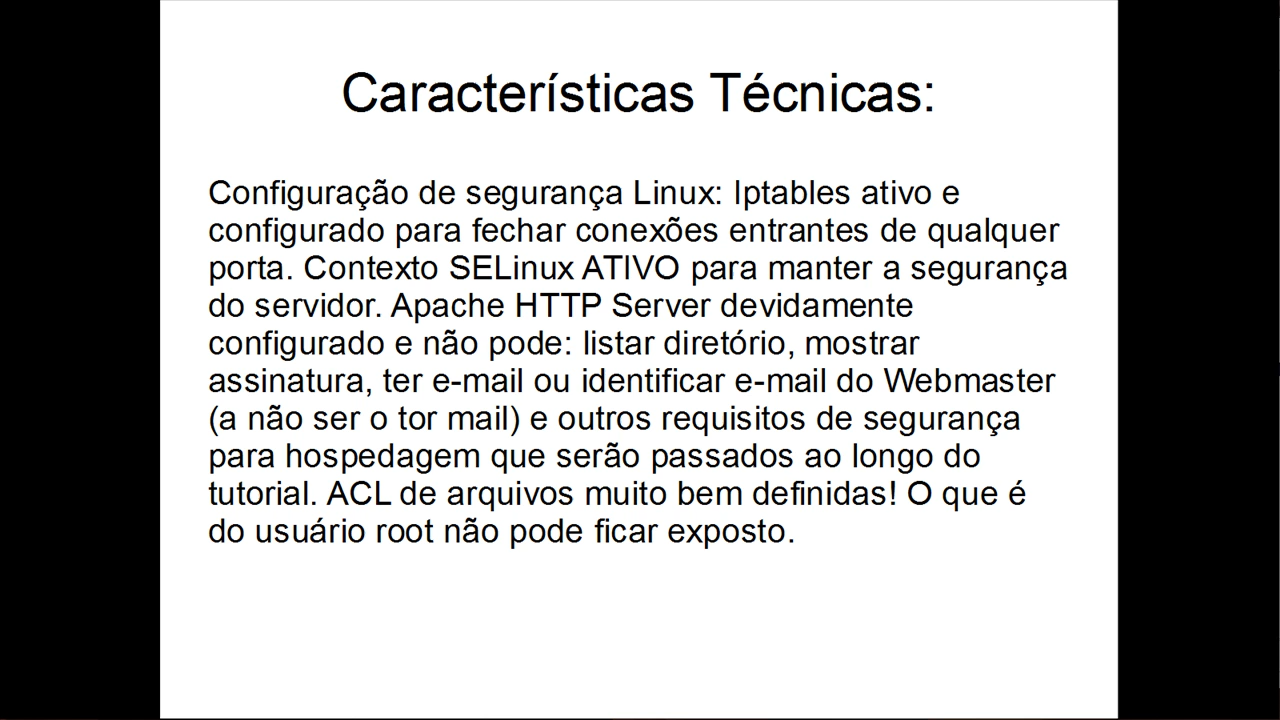 Características Técnicas:
Configuração de segurança Linux: Iptables ativo e
configurado para fechar conexões entrantes de qualquer
porta. Contexto SELinux ATIVO para manter a segurança
do servidor. Apache HTTP Server devidamente
configurado e não pode: listar diretório, mostrar
assinatura, ter e-mail ou identificar e-mail do Webmaster
(a não ser o tor mail) e outros requisitos de segurança
para hospedagem que serão passados ao longo do
tutorial. ACL de arquivos muito bem definidas! O que é
do usuário root não pode ficar exposto.